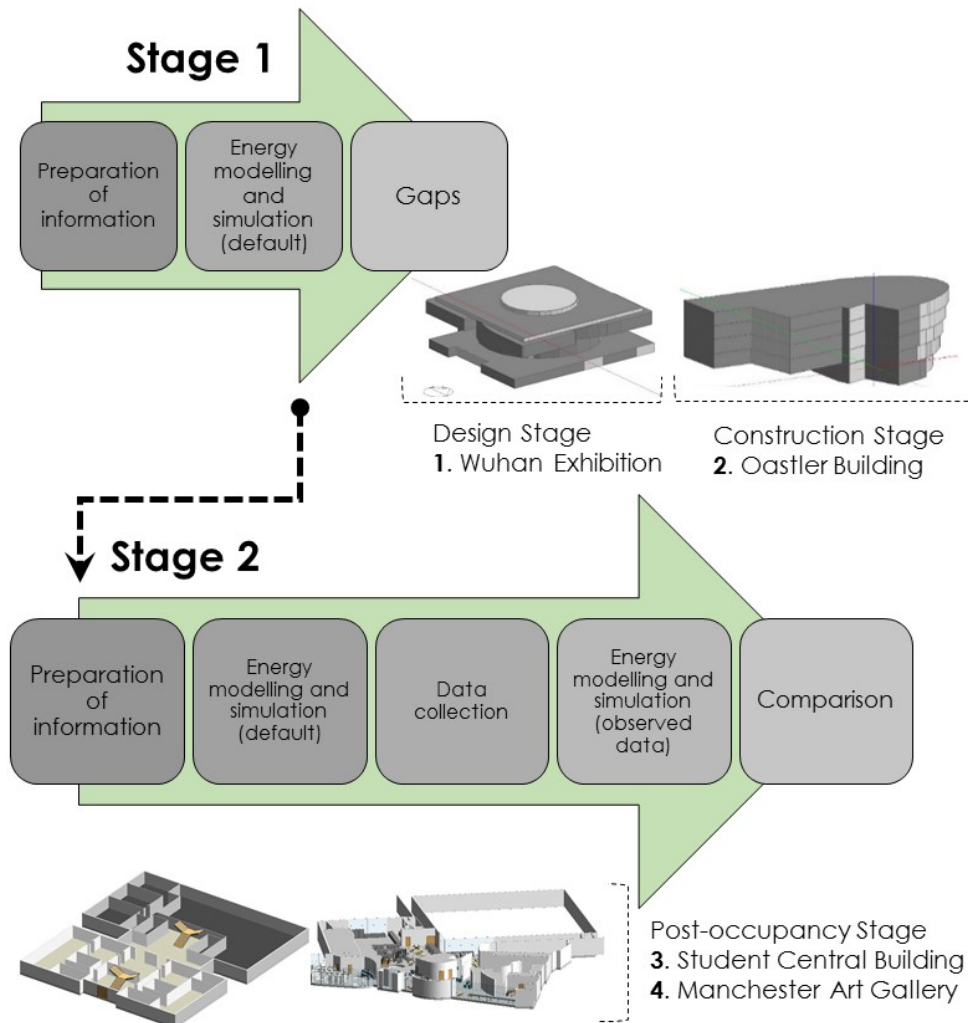 Stage 1
Preparation
of
information
Energy
modelling
and
simulation
(default)
Gaps
Design Stage
1. Wuhan Exhibition
Construction Stage
2. Oastler Building
Stage 2
Preparation
of
information
Energy
modelling and
simulation
(default)
Data
collection
Energy
modelling and
simulation
(observed
data)
Comparison
Post-occupancy Stage
3. Student Central Building
4. Manchester Art Gallery